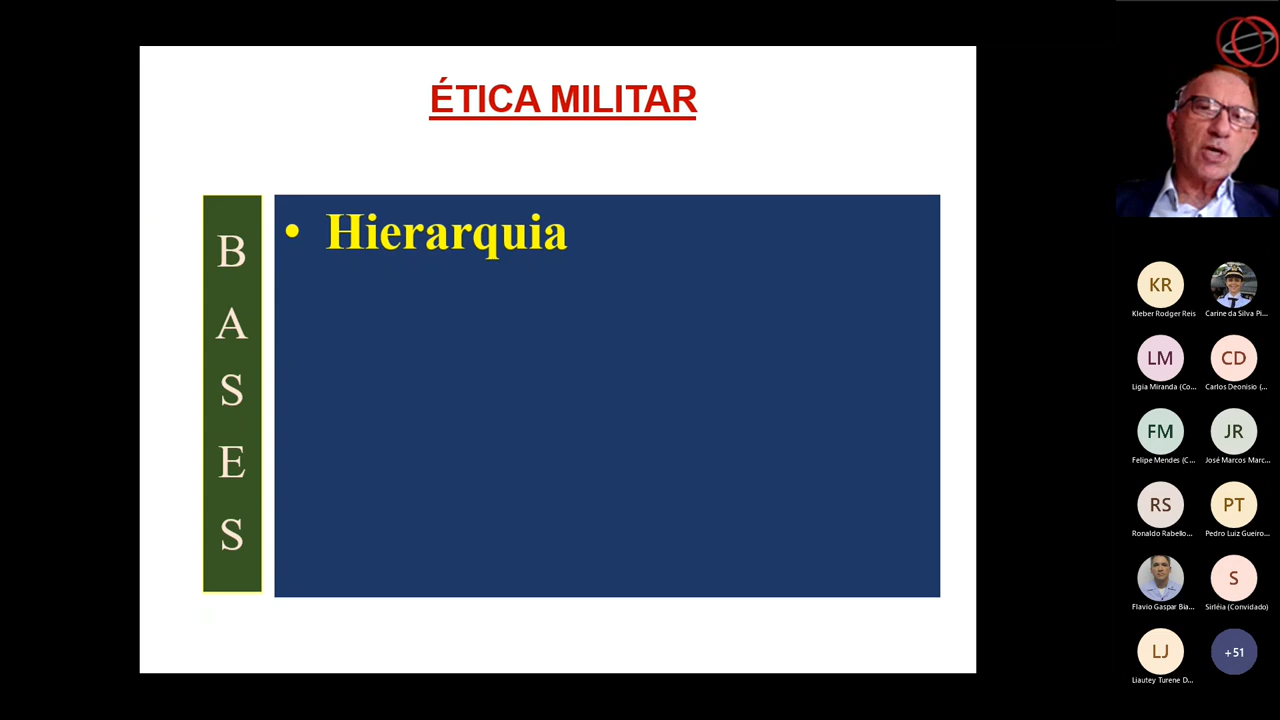 ÉTICA MILITAR
B
A
S
E
S
• Hierarquia
KR
Kleber Rodger Reis
Carine da Silva Pi...
LM
Ligia Miranda (Co...
CD
Carlos Deonisio (...
FM
Felipe Mendes (C...
JR
José Marcos Marc...
RS
Ronaldo Rabello...
PT
Pedro Luiz Gueiro...
Flavio Gaspar Bia...
S
Sirléia (Convidado)
LJ
Liautey Turene D...
+51